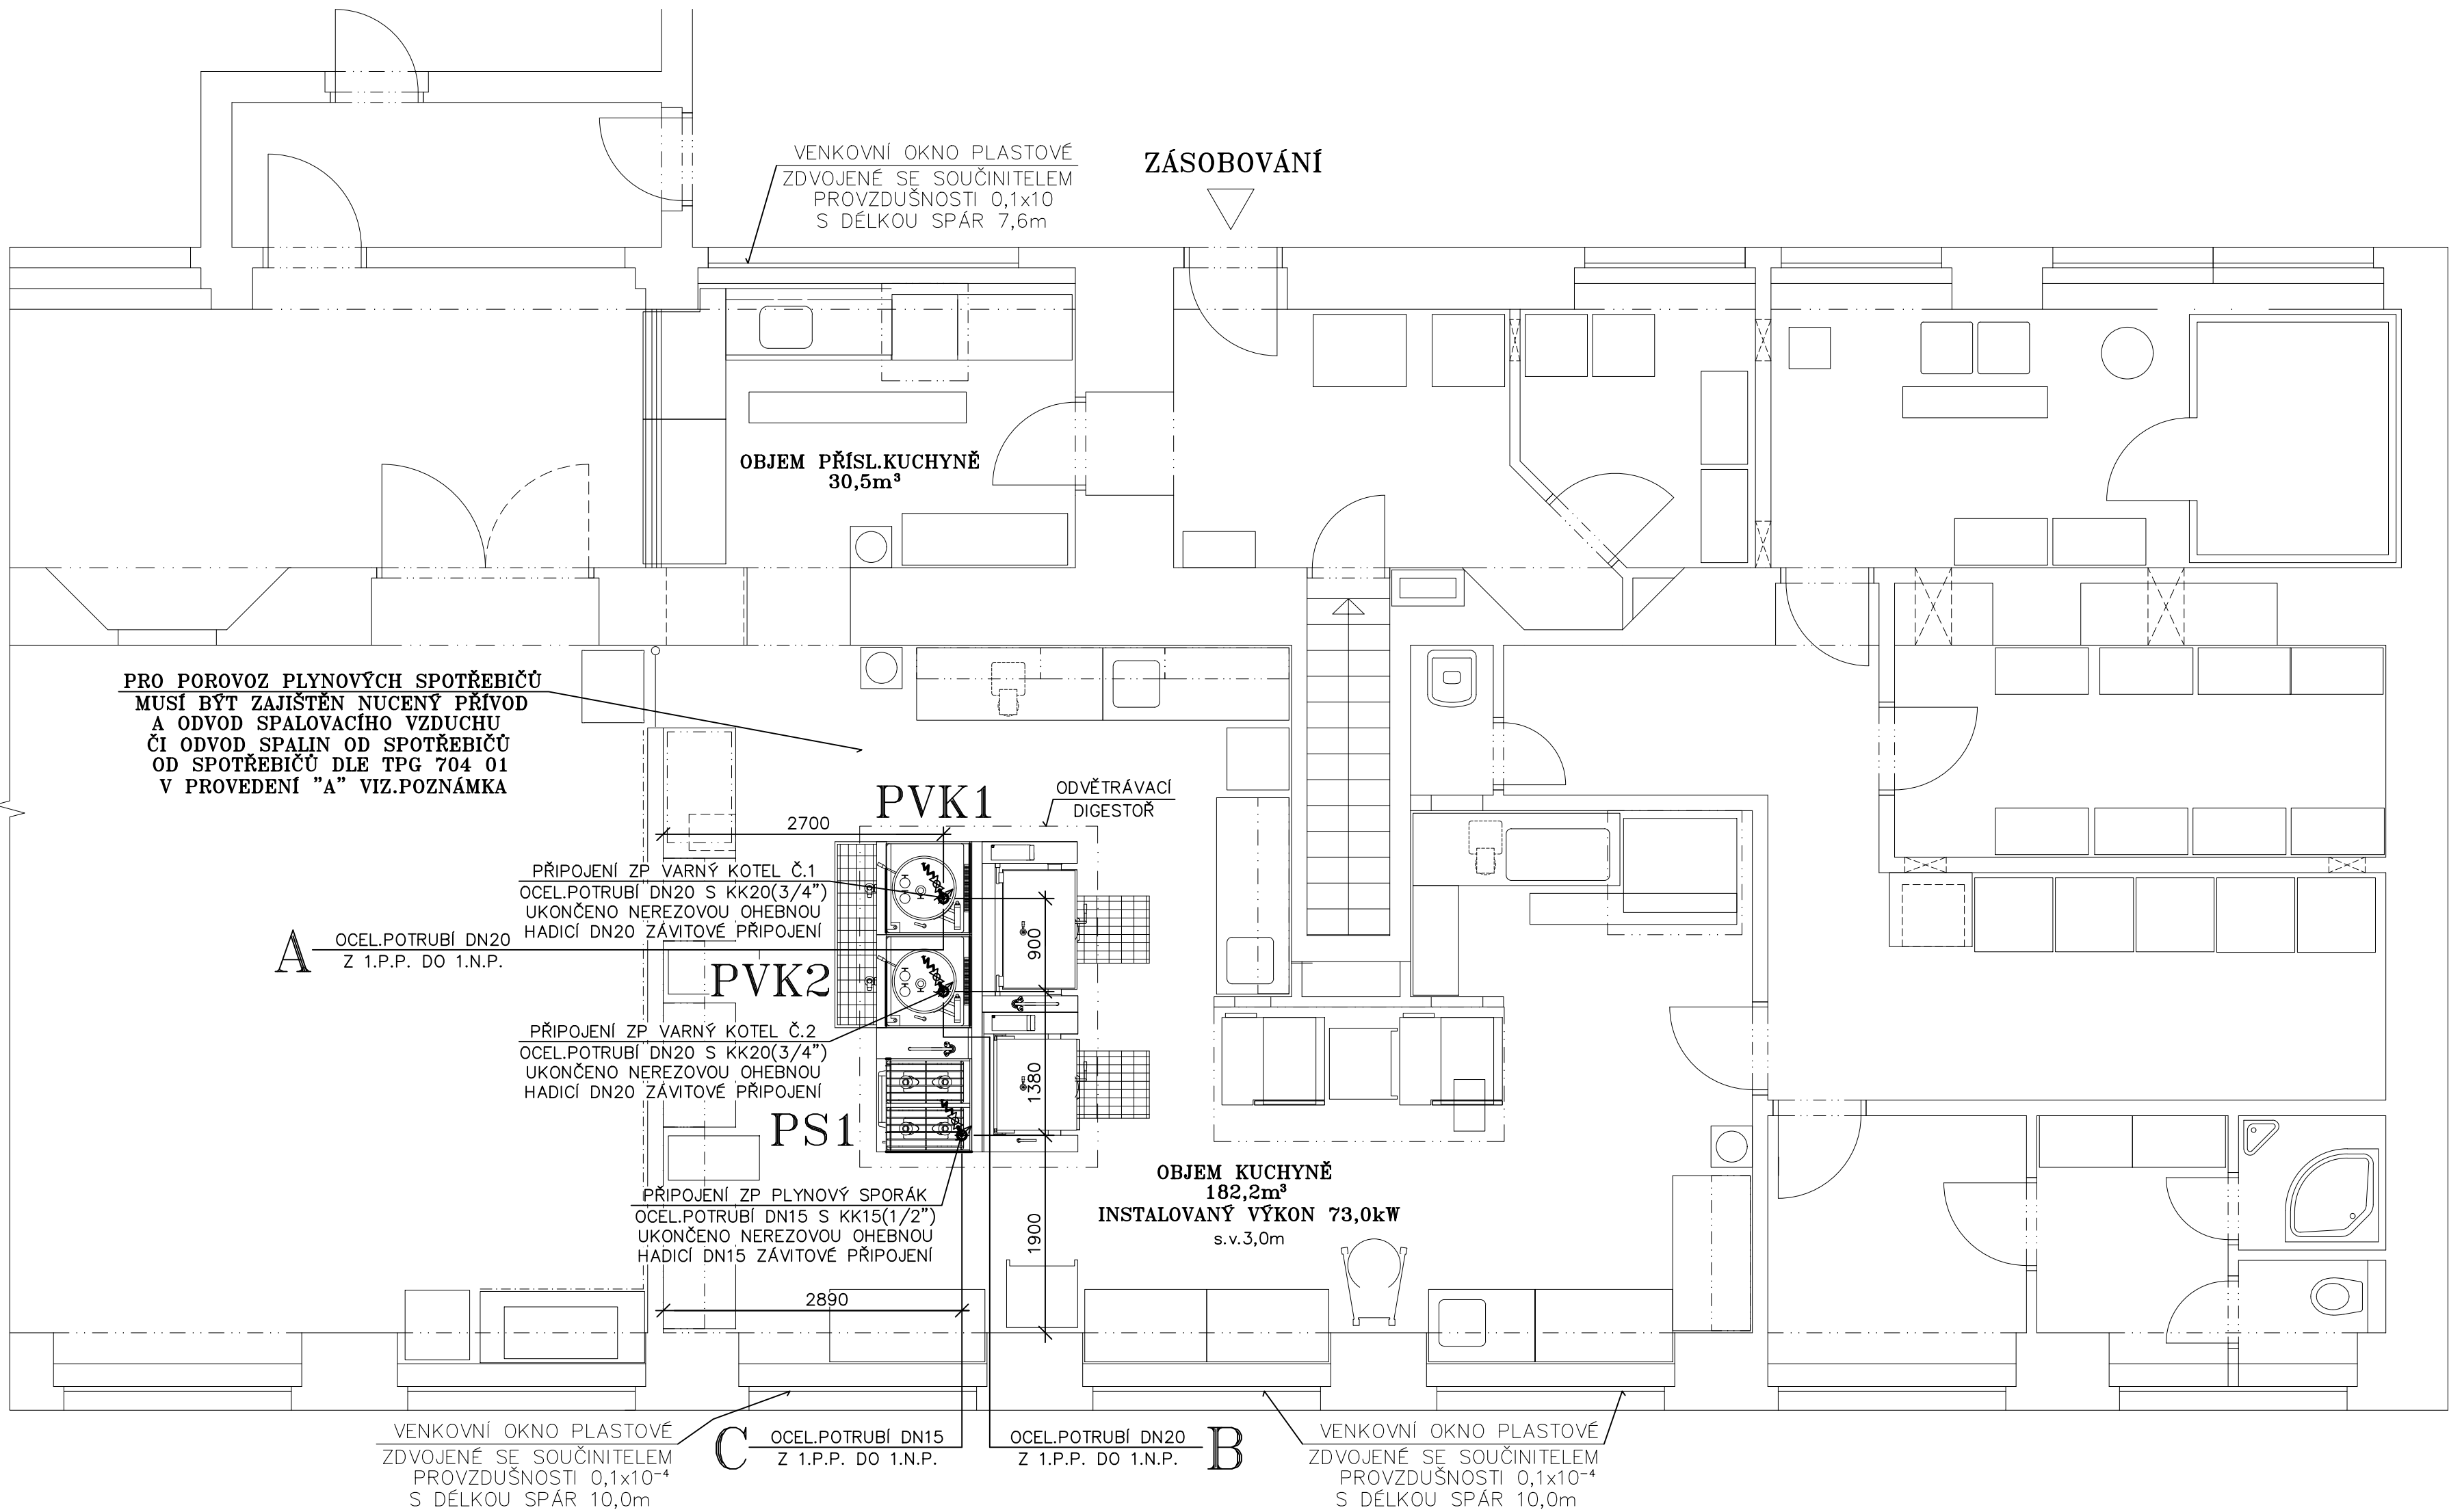 VENKOVNÍ OKNO PLASTOVÉ
ZDVOJENÉ SE SOUČINITELEM
PROVZDUŠNOSTI 0,1x10
S DÉLKOU SPÁR 7,6m
ZÁSOBOVÁNÍ
OBJEM PŘÍSL.KUCHYNĚ
30,5m³
PRO POROVOZ PLYNOVÝCH SPOTŘEBIČŮ
MUSÍ BÝT ZAJIŠTĚN NUCENÝ PŘÍVOD
A ODVOD SPALOVACÍHO VZDUCHU
ČI ODVOD SPALIN OD SPOTŘEBIČŮ
OD SPOTŘEBIČŮ DLE TPG 704 01
V PROVEDENÍ "A" VIZ.POZNÁMKA
PVK1
ODVĚTRÁVACÍ
DIGESTOŘ
2700
PŘIPOJENÍ ZP VARNÝ KOTEL Č.1
OCEL.POTRUBÍ DN20 S KK20(3/4")
UKONČENO NEREZOVOU OHEBNOU
HADICÍ DN20 ZÁVITOVÉ PŘIPOJENÍ
A
OCEL.POTRUBÍ DN20
Z 1.P.P. DO 1.N.P.
900
PVK2
PŘIPOJENÍ ZP VARNÝ KOTEL Č.2
OCEL.POTRUBÍ DN20 S KK20(3/4")
UKONČENO NEREZOVOU OHEBNOU
HADICÍ DN20 ZÁVITOVÉ PŘIPOJENÍ
1380
PS1
PŘIPOJENÍ ZP PLYNOVÝ SPORÁK
OCEL.POTRUBÍ DN15 S KK15(1/2")
UKONČENO NEREZOVOU OHEBNOU
HADICÍ DN15 ZÁVITOVÉ PŘIPOJENÍ
1900
OBJEM KUCHYNĚ
182,2m³
INSTALOVANÝ VÝKON 73,0kW
s.v.3,0m
2890
VENKOVNÍ OKNO PLASTOVÉ
ZDVOJENÉ SE SOUČINITELEM
PROVZDUŠNOSTI 0,1x10⁻⁴
S DÉLKOU SPÁR 10,0m
C
OCEL.POTRUBÍ DN15
Z 1.P.P. DO 1.N.P.
OCEL.POTRUBÍ DN20
Z 1.P.P. DO 1.N.P.
B
VENKOVNÍ OKNO PLASTOVÉ
ZDVOJENÉ SE SOUČINITELEM
PROVZDUŠNOSTI 0,1x10⁻⁴
S DÉLKOU SPÁR 10,0m